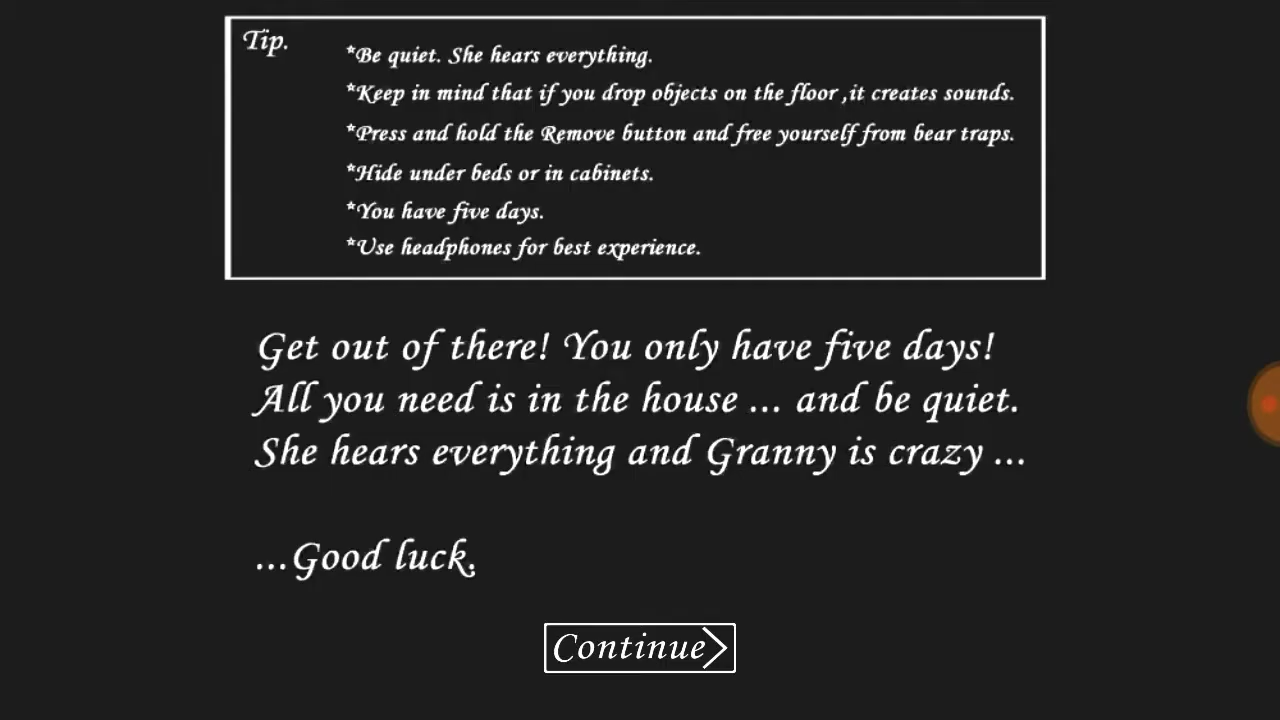 Tip.
*Be quiet. She hears everything.
*Keep in mind that if you drop objects on the floor ,it creates sounds.
*Press and hold the Remove button and free yourself from bear traps.
*Hide under beds or in cabinets.
*You have five days.
*Use headphones for best experience.
Get out of there! You only have five days!
All you need is in the house ... and be quiet.
She hears everything and Granny is crazy ...
...Good luck.
Continue